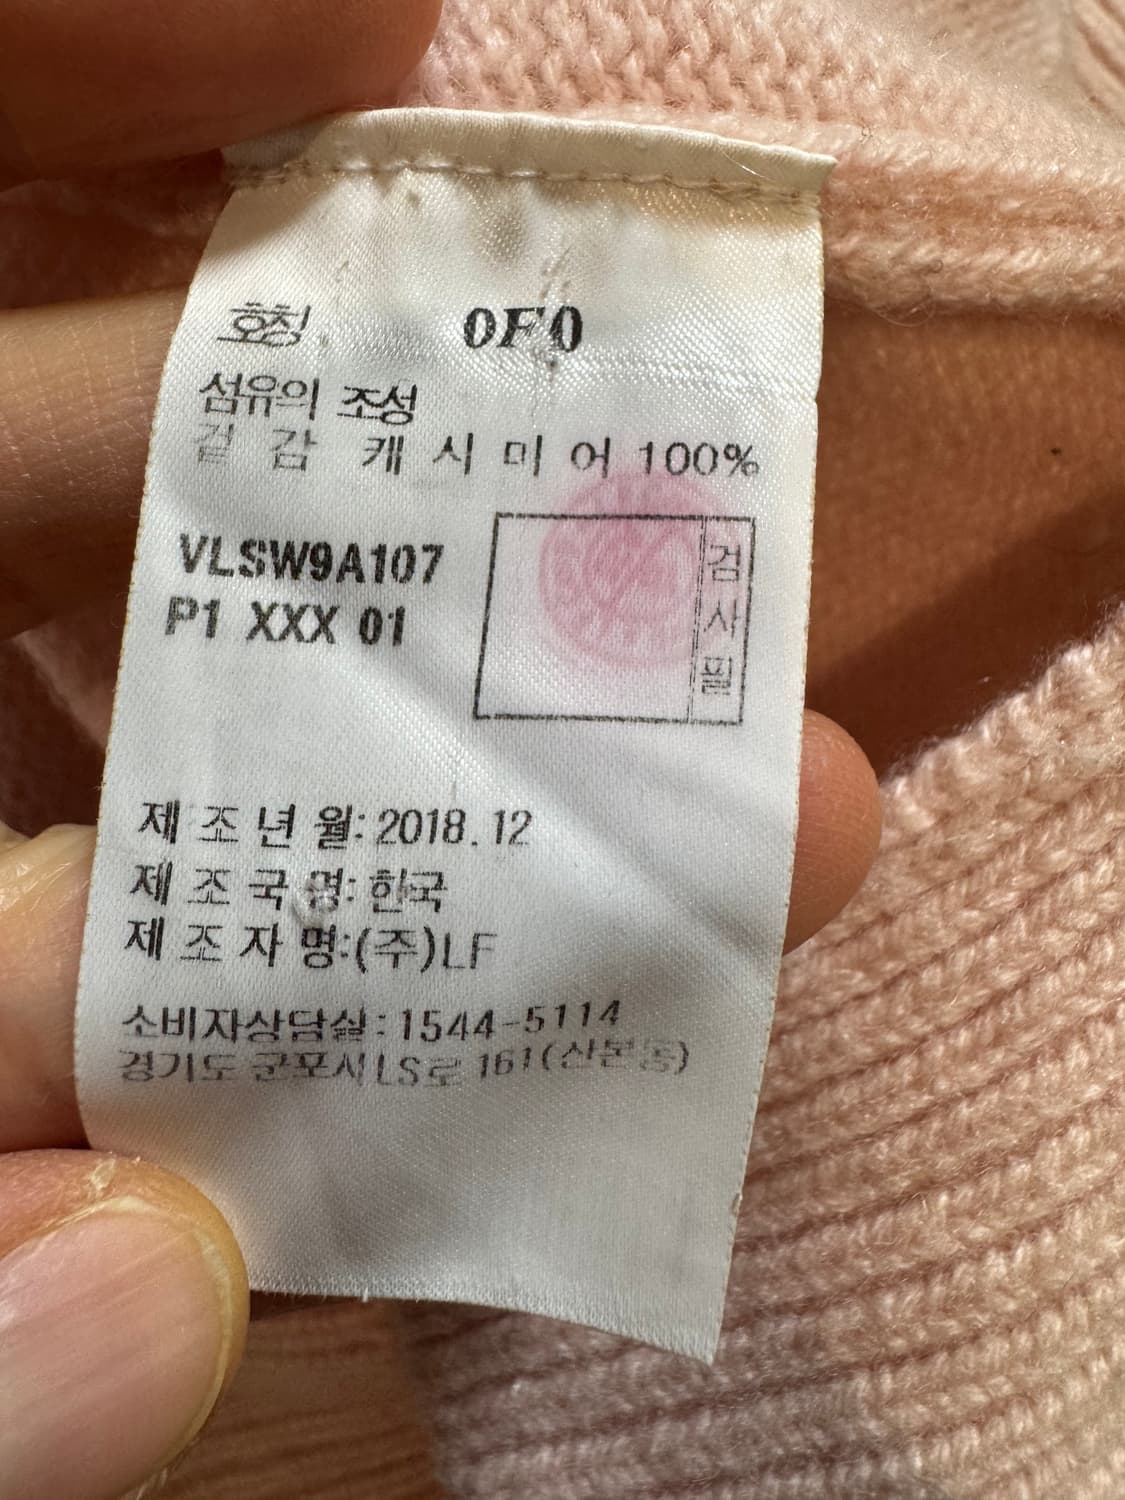 호칭 0F0
섬유의 조성
겉 감 캐 시 미 어 100%
VLSW9A107
P1 XXX 01
검사필
제 조 년 월: 2018. 12
제 조 국 명: 한국
제 조 자 명:(주)LF
소비자상담실: 1544-5114
경기도 군포시 LS로 161(산본동)